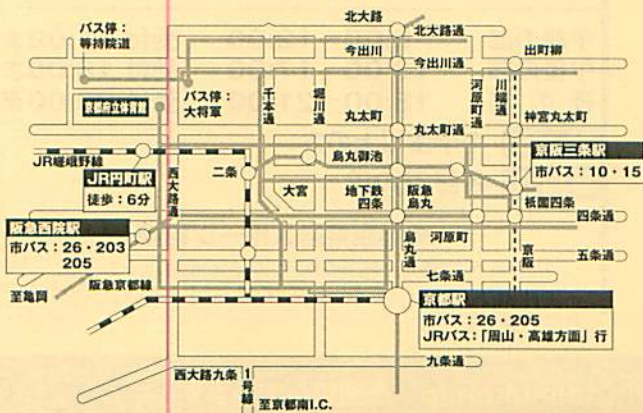 北大路
北大路通
バス停：
等持院道
今出川
今出川通
出町柳
バス停：
大将軍
京都府立体育館
千本通
堀川通
河原町通
川端通
丸太町
丸太町通
神宮丸太町
JR嵯峨野線
JR円町駅
徒歩：6分
西大路通
二条
烏丸御池
京阪三条駅
市バス：10・15
大宮
地下鉄
四条
阪急
烏丸
祇園四条
四条通
阪急西院駅
市バス：26・203
205
烏丸通
河原町
京阪
五条通
七条通
至亀岡
阪急京都線
京都駅
市バス：26・205
JRバス：「周山・高雄方面」行
九条通
西大路九条
1号線
至京都南I.C.